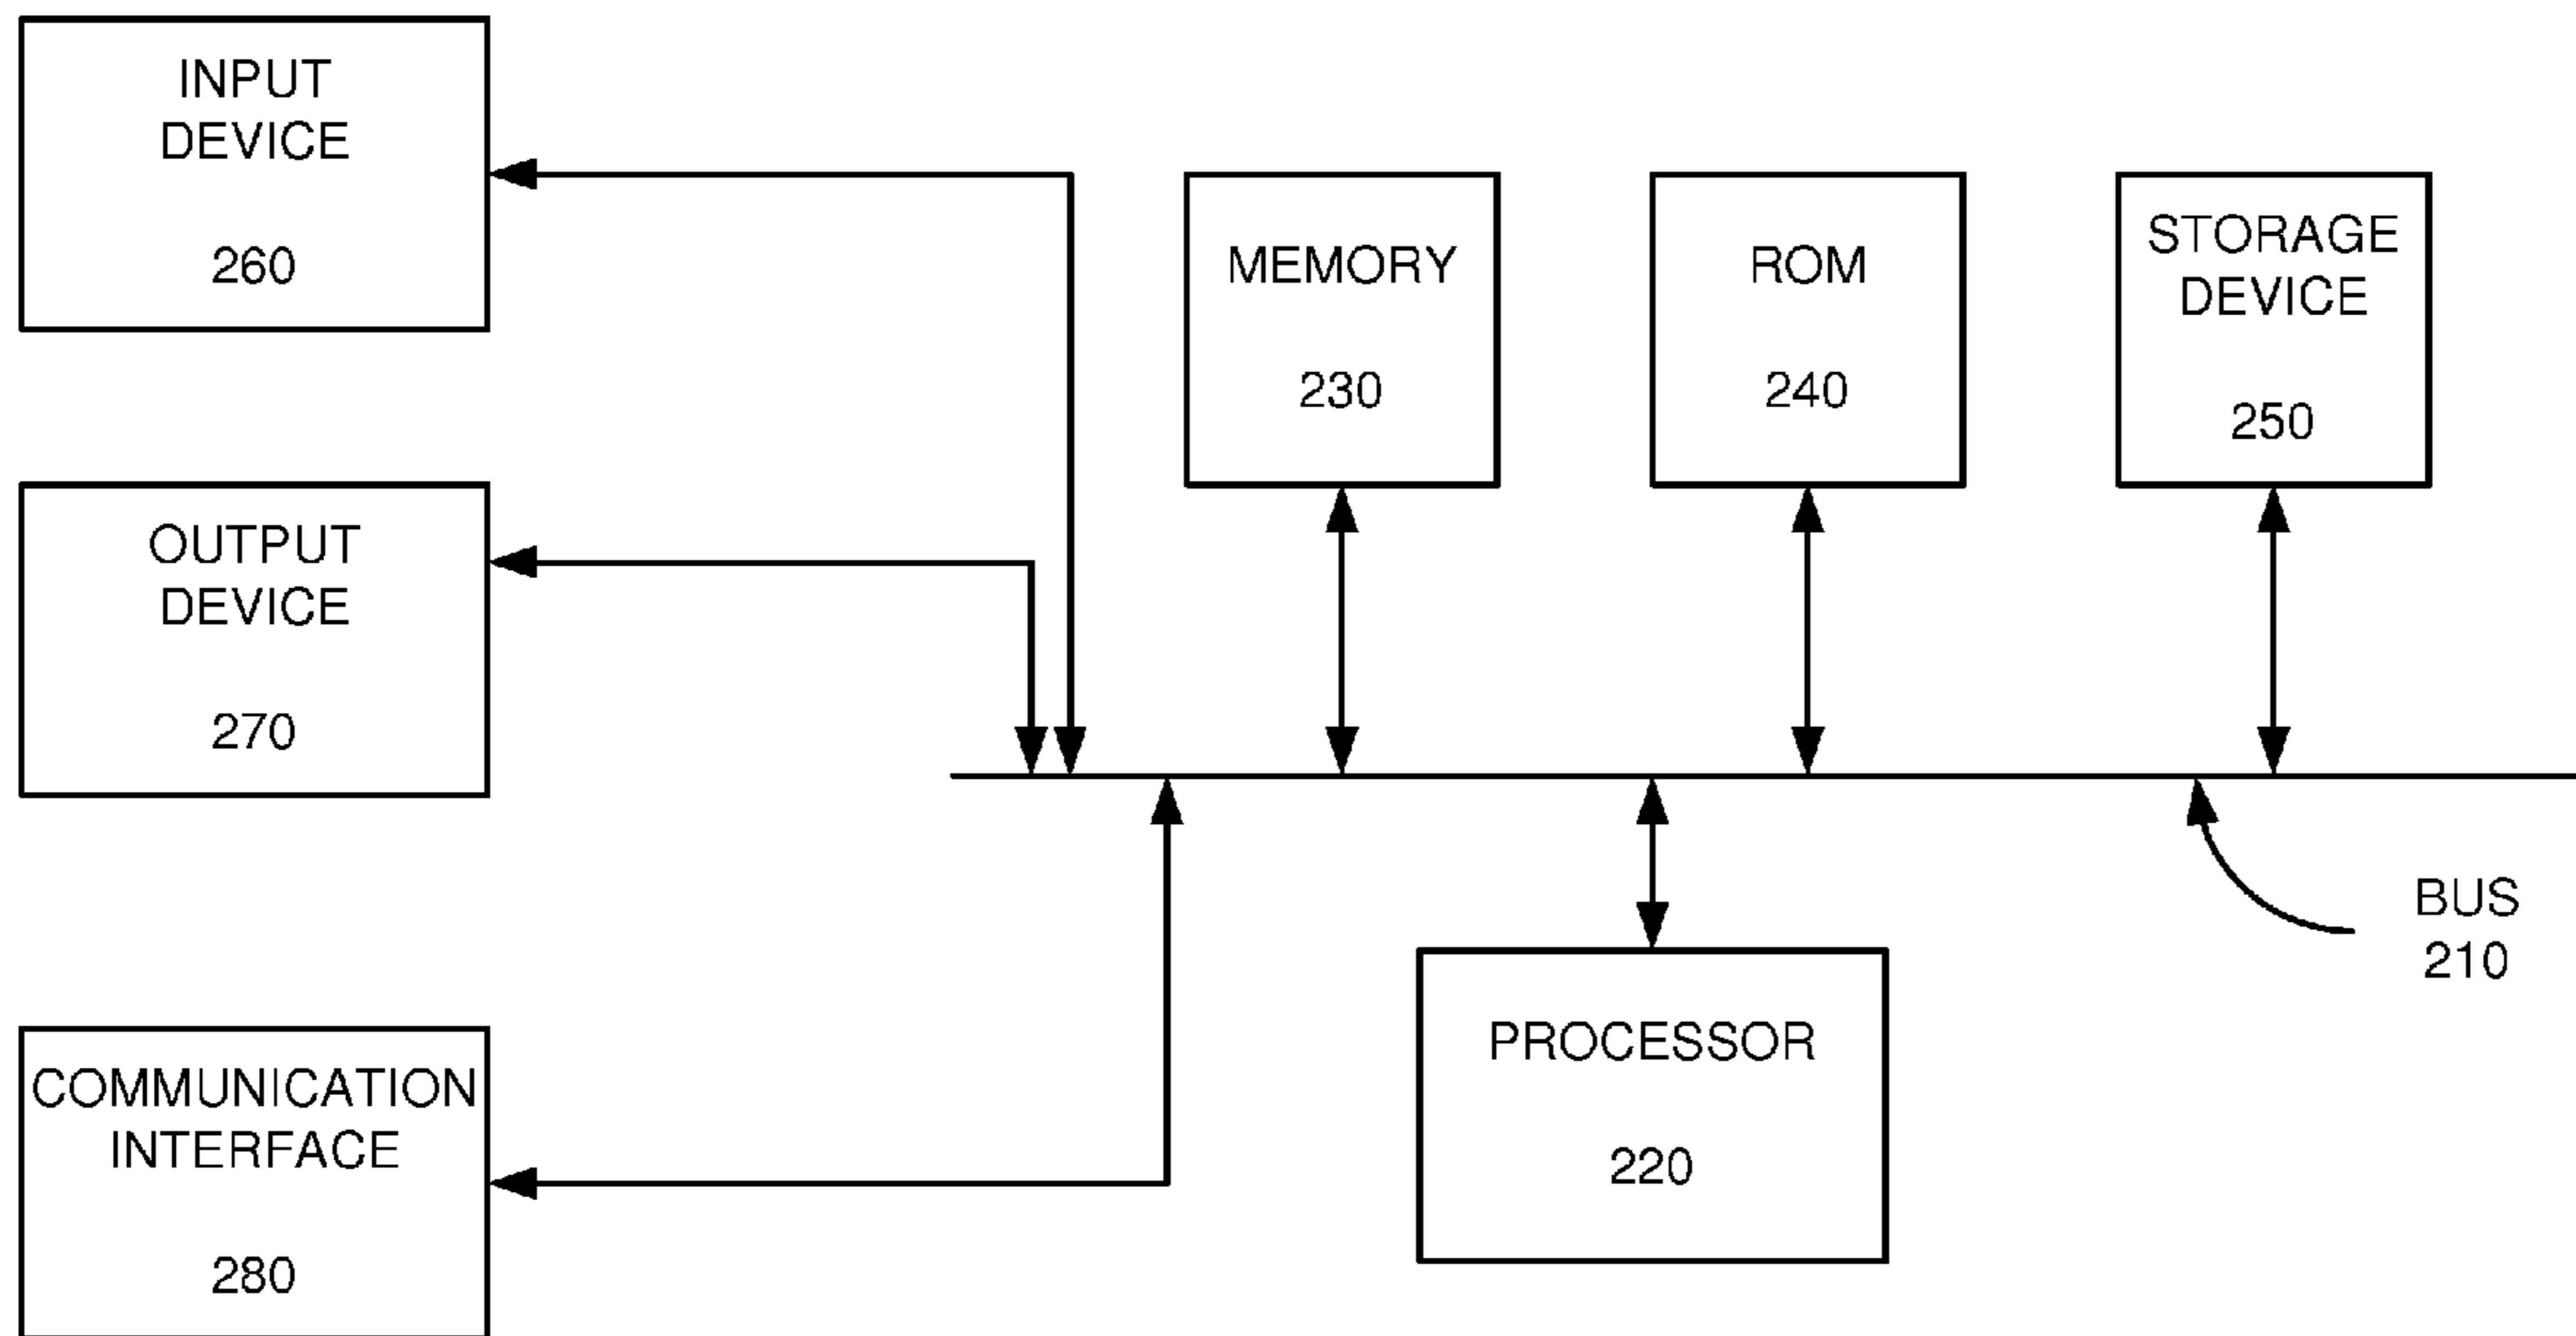 INPUT
DEVICE
260
MEMORY
230
ROM
240
STORAGE
DEVICE
250
OUTPUT
DEVICE
270
BUS
210
PROCESSOR
220
COMMUNICATION
INTERFACE
280